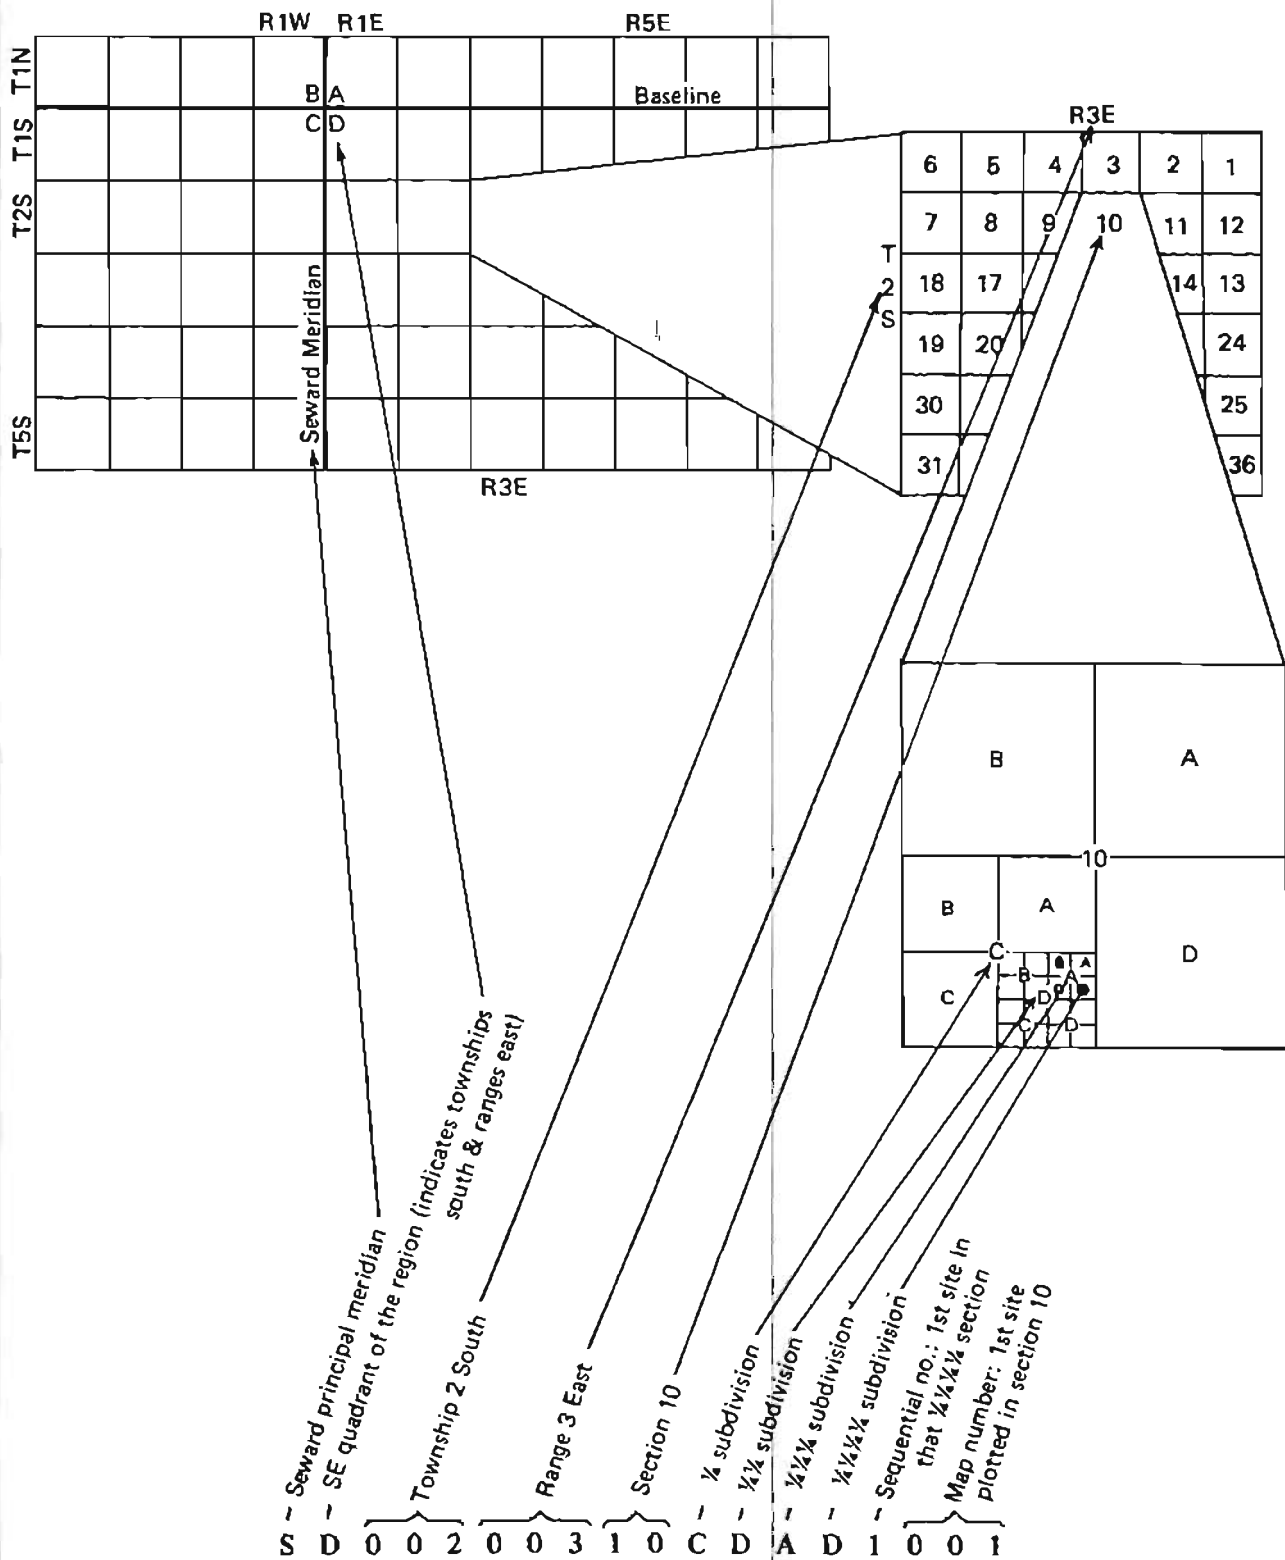 R1W R1E R5E
T1N
B A
Baseline
T1S
C D
T2S
Seward Meridian
T5S
R3E
R3E
6 5 4 3 2 1
7 8 9 10 11 12
T
2
S
18 17 14 13
19 20 24
30 25
31 36
B A
10
B A
C
D
C
B A
A
D
D
C D
Seward principal meridian
SE quadrant of the region (indicates townships
south & ranges east)
Township 2 South
Range 3 East
Section 10
¼ subdivision
¼¼ subdivision
¼¼¼ subdivision
¼¼¼¼ subdivision
Sequential no.: 1st site in
that ¼¼¼¼ section
Map number: 1st site
plotted in section 10
S D 0 0 2 0 0 3 1 0 C D A D 1 0 0 1